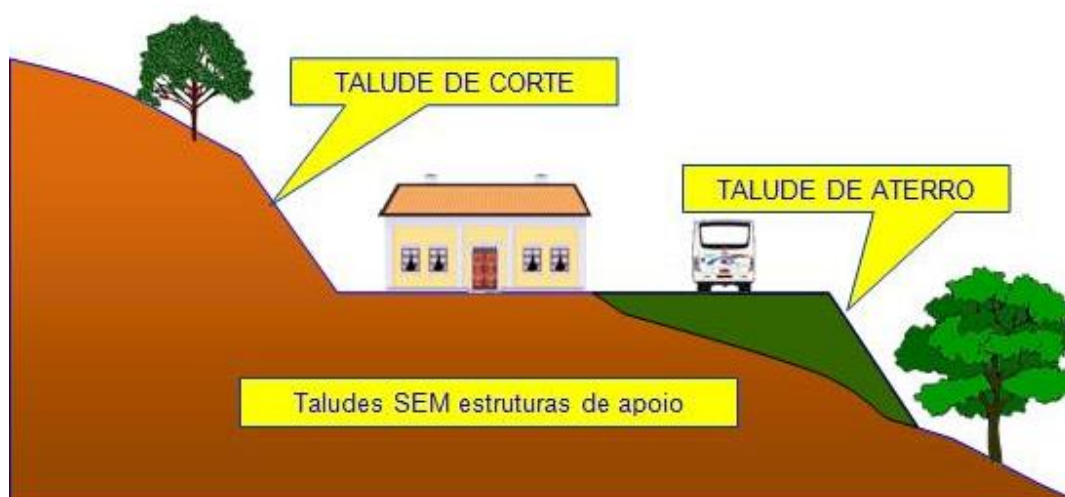 TALUDE DE CORTE
TALUDE DE ATERRO
Taludes SEM estruturas de apoio